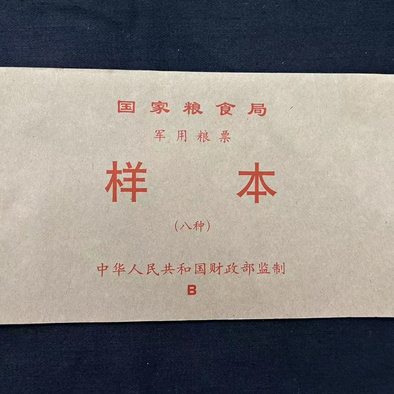 国家粮食局
军用粮票
样本
(八种)
中华人民共和国财政部监制
B